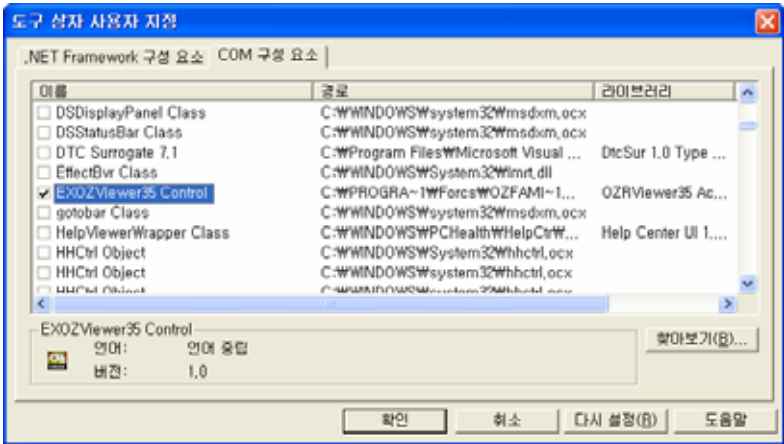 도구 상자 사용자 지정
.NET Framework 구성 요소 COM 구성 요소
이름 경로 라이브러리
DSDisplayPanel Class C:₩WINDOWS₩system32₩msdxm.ocx
DSStatusBar Class C:₩WINDOWS₩system32₩msdxm.ocx
DTC Surrogate 7.1 C:₩Program Files₩Microsoft Visual ... DtcSur 1.0 Type ...
EffectBvr Class C:₩WINDOWS₩System32₩lmrt.dll
EXOZViewer35 Control C:₩PROGRA~1₩Forcs₩OZFAMI~1... OZRViewer35 Ac...
gotobar Class C:₩WINDOWS₩system32₩msdxm.ocx
HelpViewerWrapper Class C:₩WINDOWS₩PCHealth₩HelpCtr₩... Help Center UI 1....
HHCtrl Object C:₩WINDOWS₩System32₩hhctrl.ocx
HHCtrl Object C:₩WINDOWS₩system32₩hhctrl.ocx
HHCtrl Object C:₩WINDOWS₩system32₩hhctrl.ocx
EXOZViewer35 Control
언어: 언어 중립
버전: 1.0
찾아보기(B)...
확인 취소 다시 설정(R) 도움말